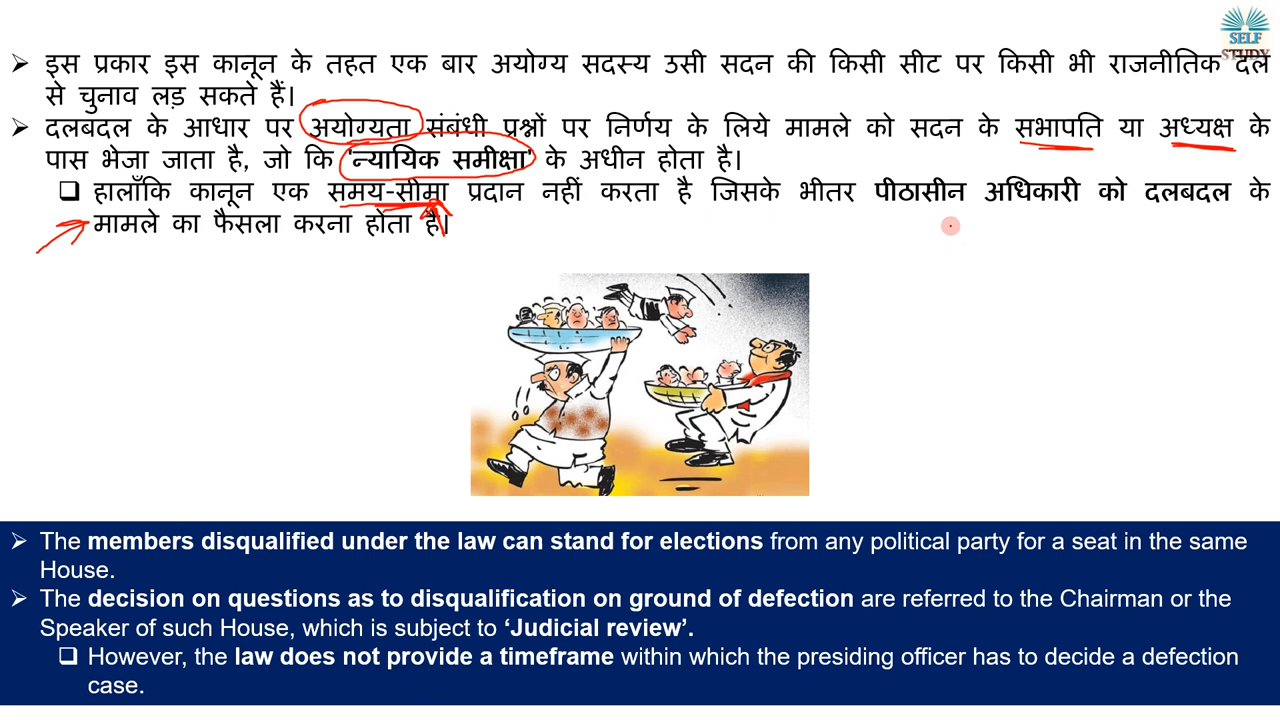 SELF
STUDY
➢ इस प्रकार इस कानून के तहत एक बार अयोग्य सदस्य उसी सदन की किसी सीट पर किसी भी राजनीतिक दल
से चुनाव लड़ सकते हैं।
➢ दलबदल के आधार पर अयोग्यता संबंधी प्रश्नों पर निर्णय के लिये मामले को सदन के सभापति या अध्यक्ष के
पास भेजा जाता है, जो कि 'न्यायिक समीक्षा' के अधीन होता है।
❑ हालाँकि कानून एक समय-सीमा प्रदान नहीं करता है जिसके भीतर पीठासीन अधिकारी को दलबदल के
मामले का फैसला करना होता है।
➢ The members disqualified under the law can stand for elections from any political party for a seat in the same
House.
➢ The decision on questions as to disqualification on ground of defection are referred to the Chairman or the
Speaker of such House, which is subject to ‘Judicial review’.
❑ However, the law does not provide a timeframe within which the presiding officer has to decide a defection
case.